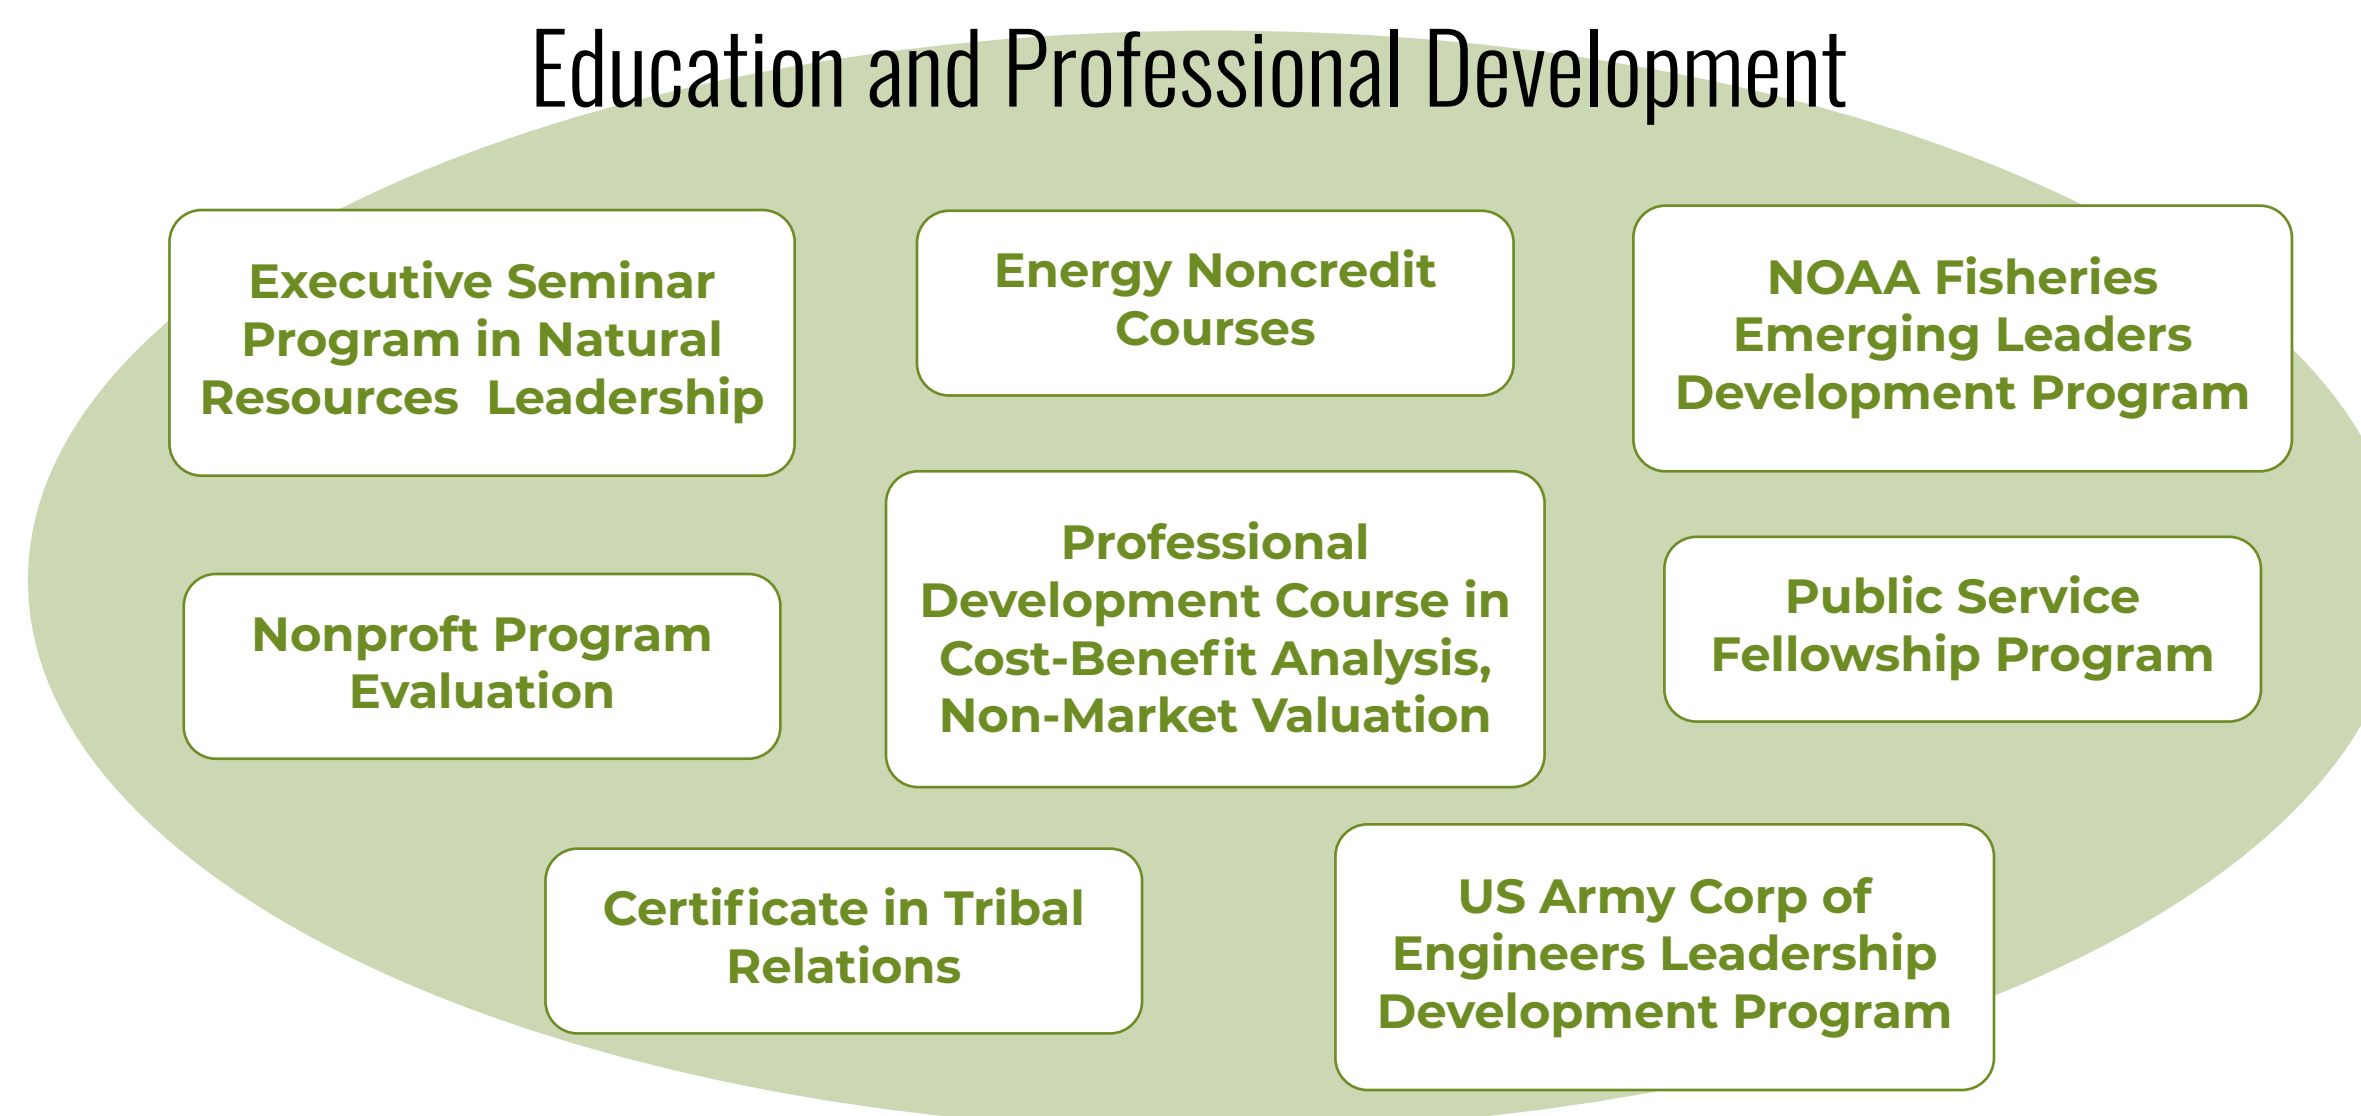 Education and Professional Development
Executive Seminar
Program in Natural
Resources  Leadership
Energy Noncredit
Courses
NOAA Fisheries
Emerging Leaders
Development Program
Nonproft Program
Evaluation
Professional
Development Course in
Cost-Benefit Analysis,
Non-Market Valuation
Public Service
Fellowship Program
Certificate in Tribal
Relations
US Army Corp of
Engineers Leadership
Development Program